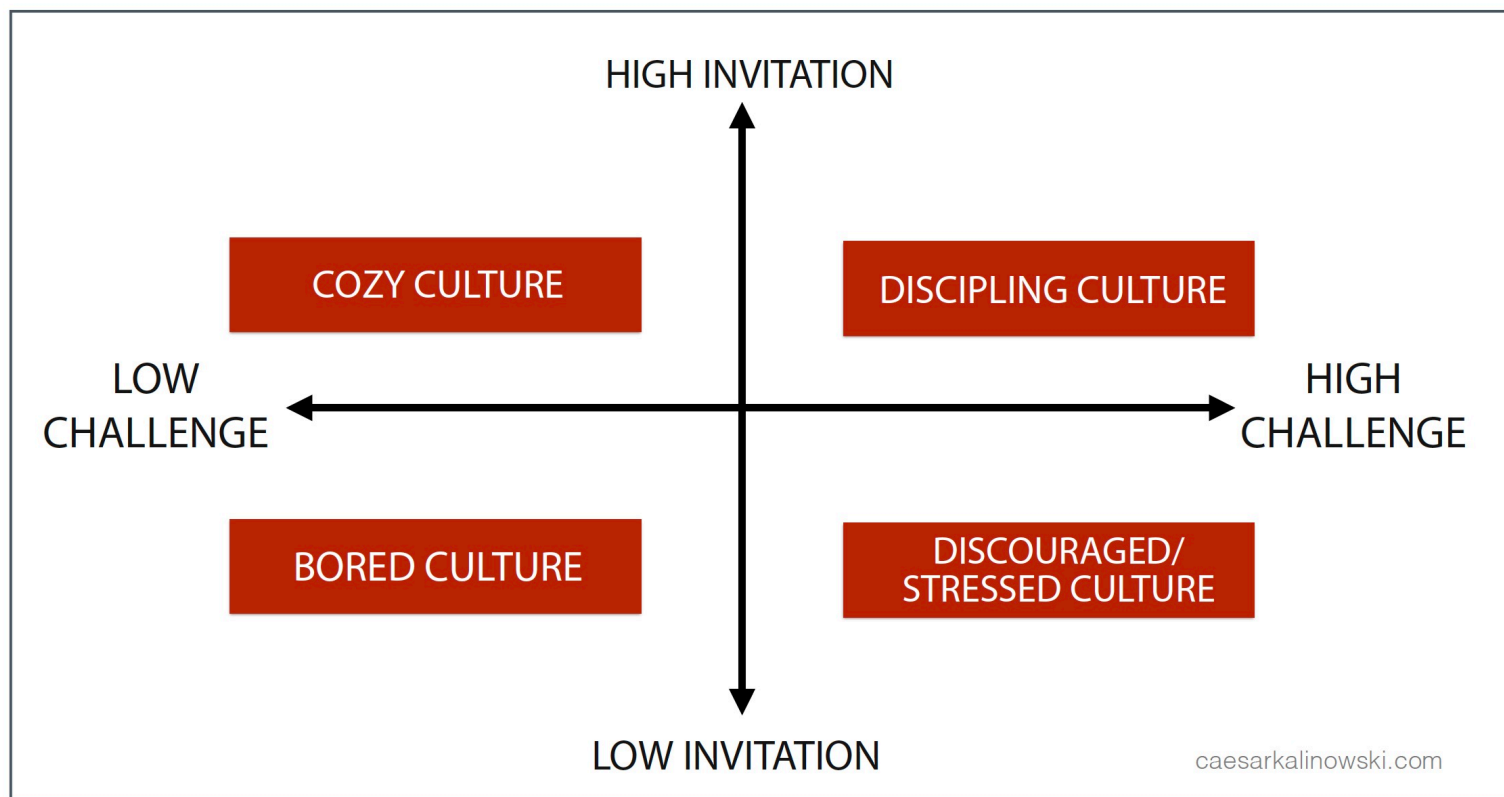 HIGH INVITATION
COZY CULTURE
DISCIPLING CULTURE
LOW
CHALLENGE
HIGH
CHALLENGE
BORED CULTURE
DISCOURAGED/
STRESSED CULTURE
LOW INVITATION
caesarkalinowski.com